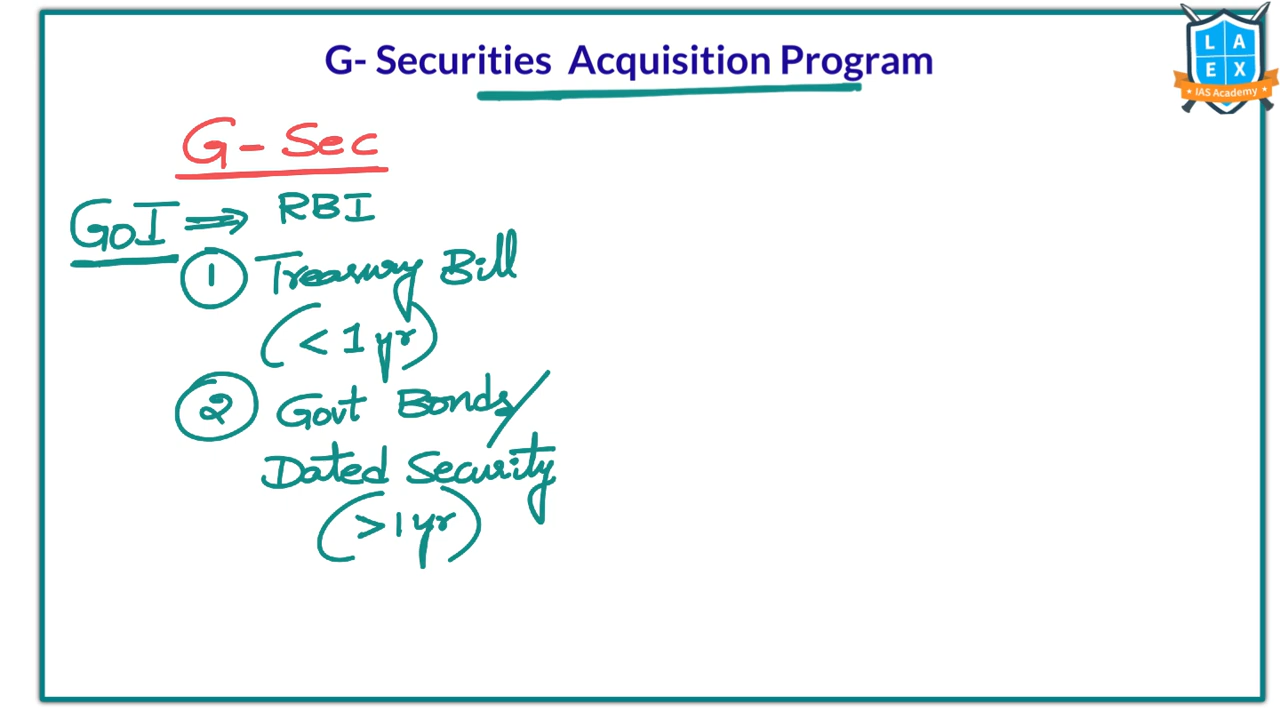 G- Securities Acquisition Program
L A
E X
IAS Academy
G- Sec
GoI ⇒ RBI
① Treasury Bill
(< 1 yr)
② Govt Bonds/
Dated Security
(> 1 yr)